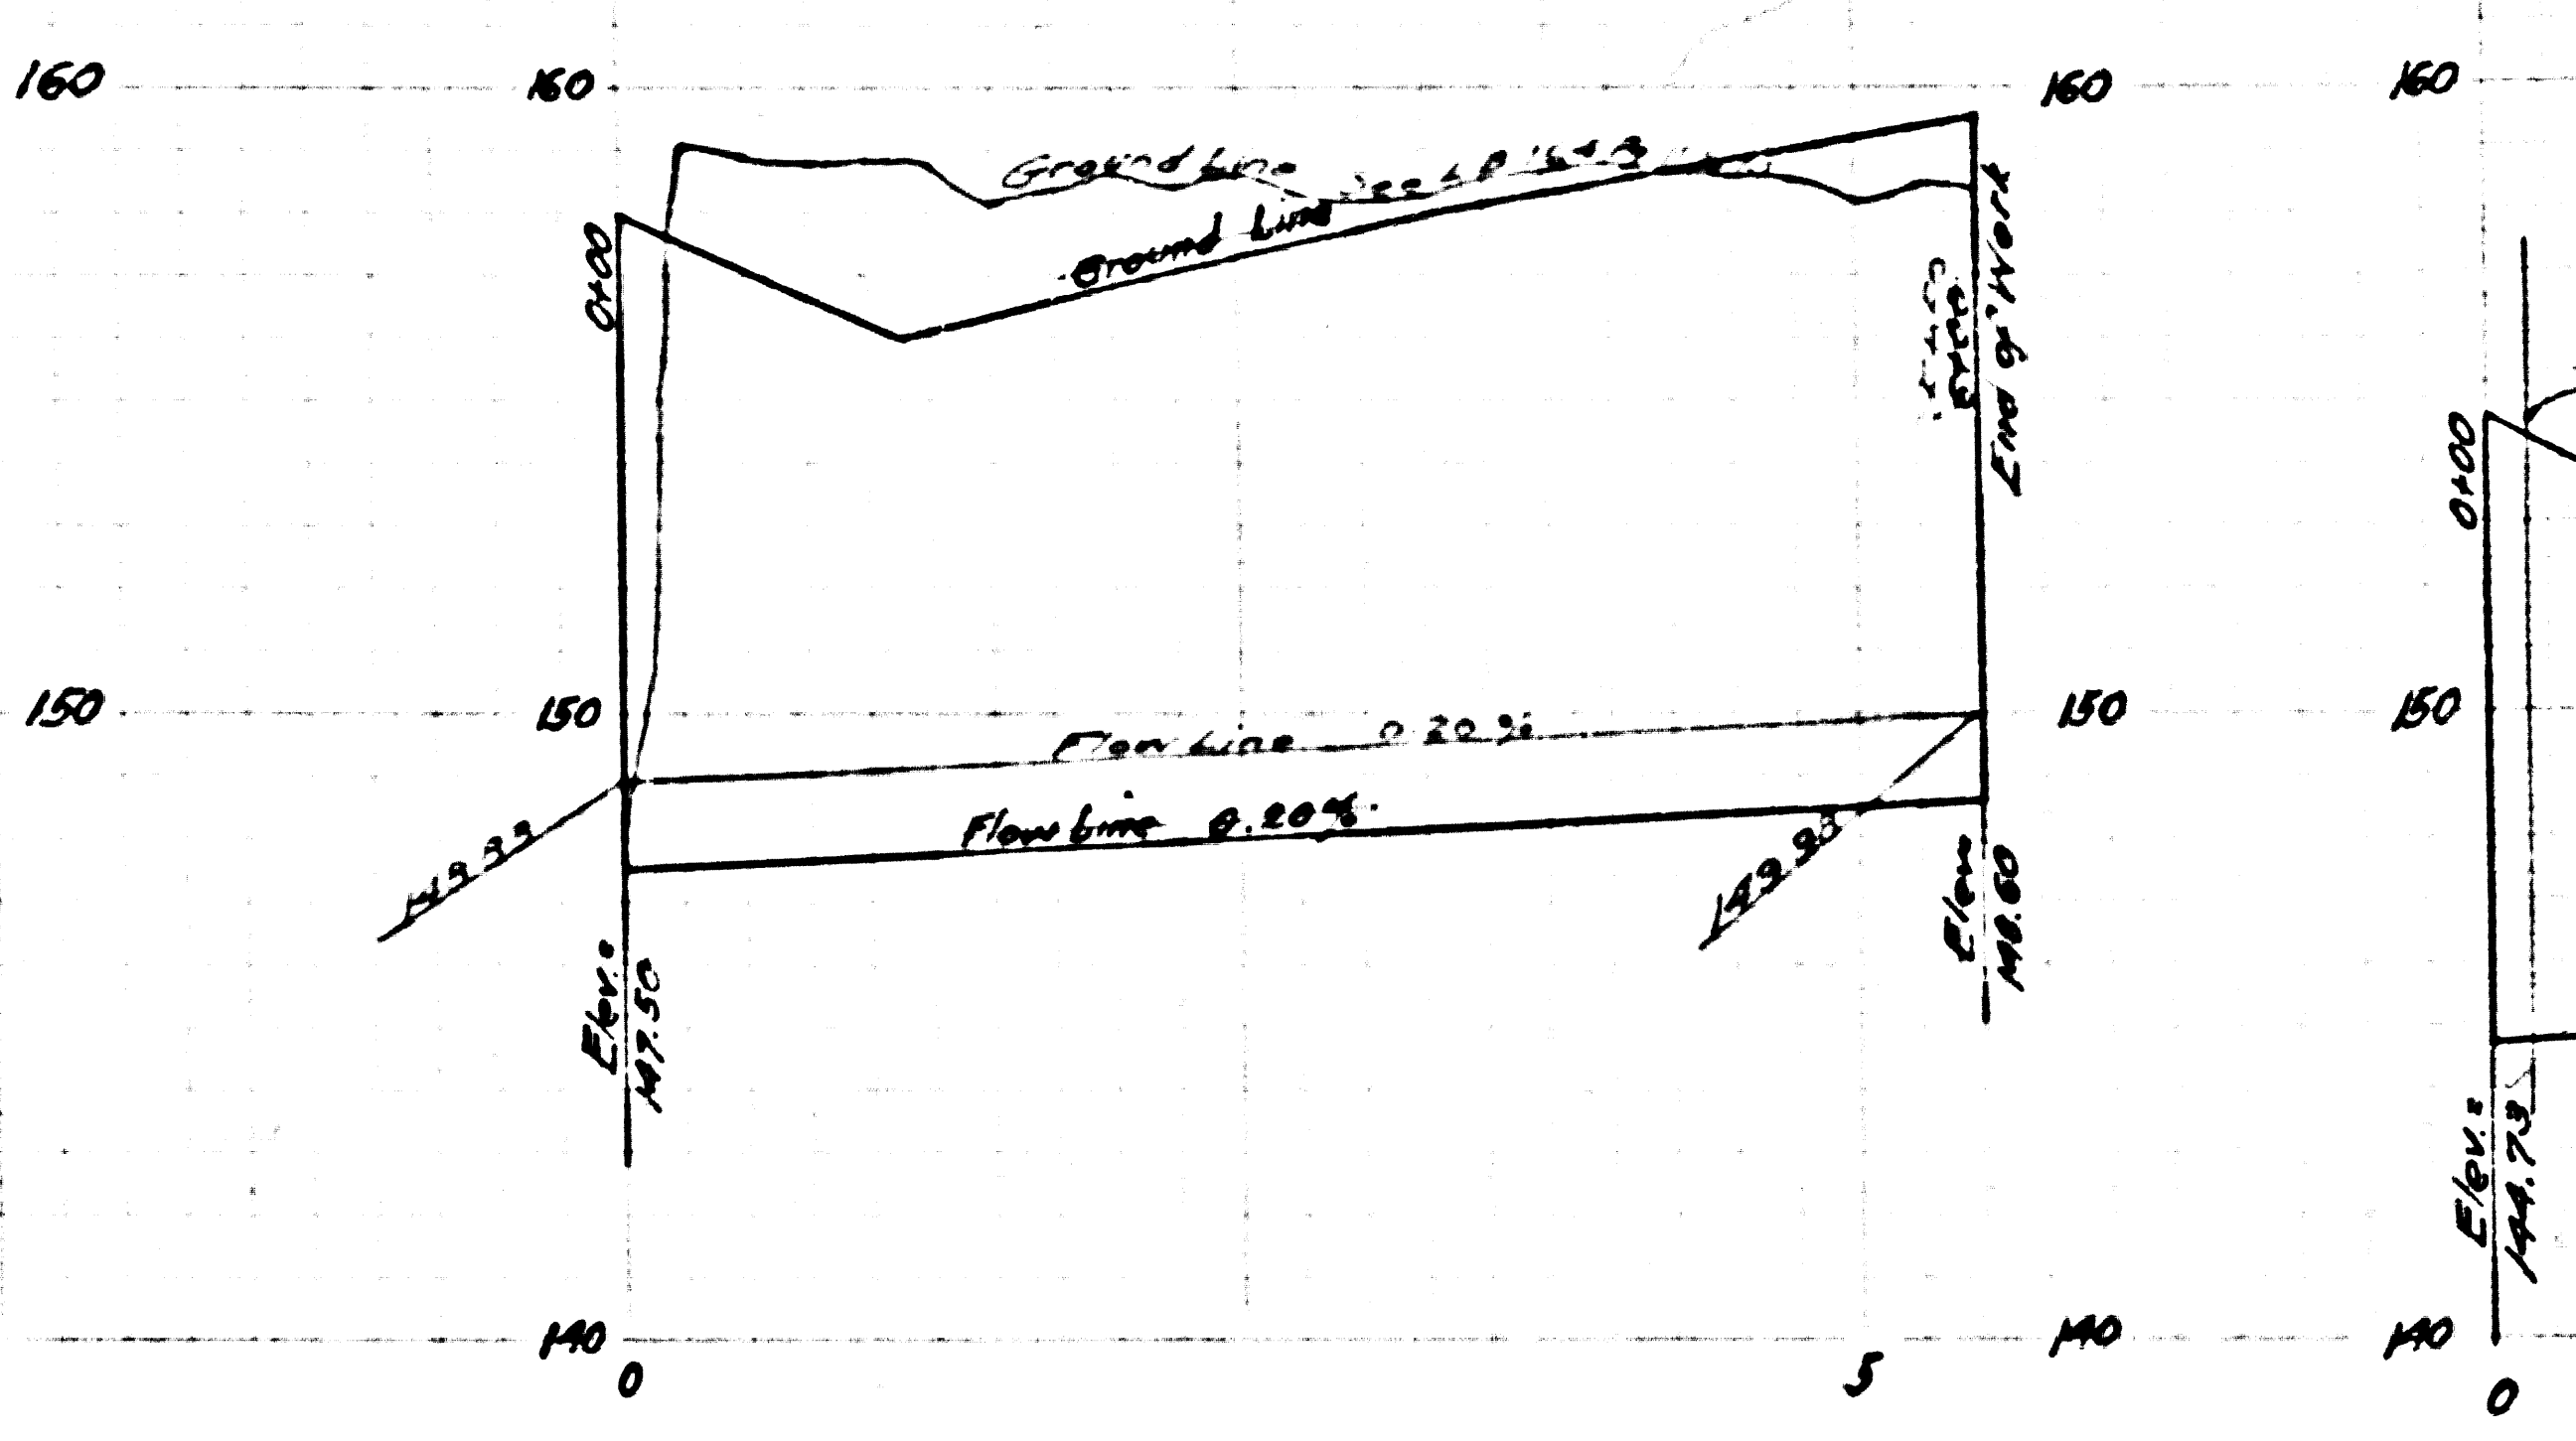 160 160 160 160
Ground Line See
Ground Line
0+00
End of Work
0+00
150 150 150 150
Flow Line 0.20%
Flow Line 0.20%.
149.93
Elev.=
147.50
Elev
148.60
Elev.=
144.73
140 140 140
0 5 0